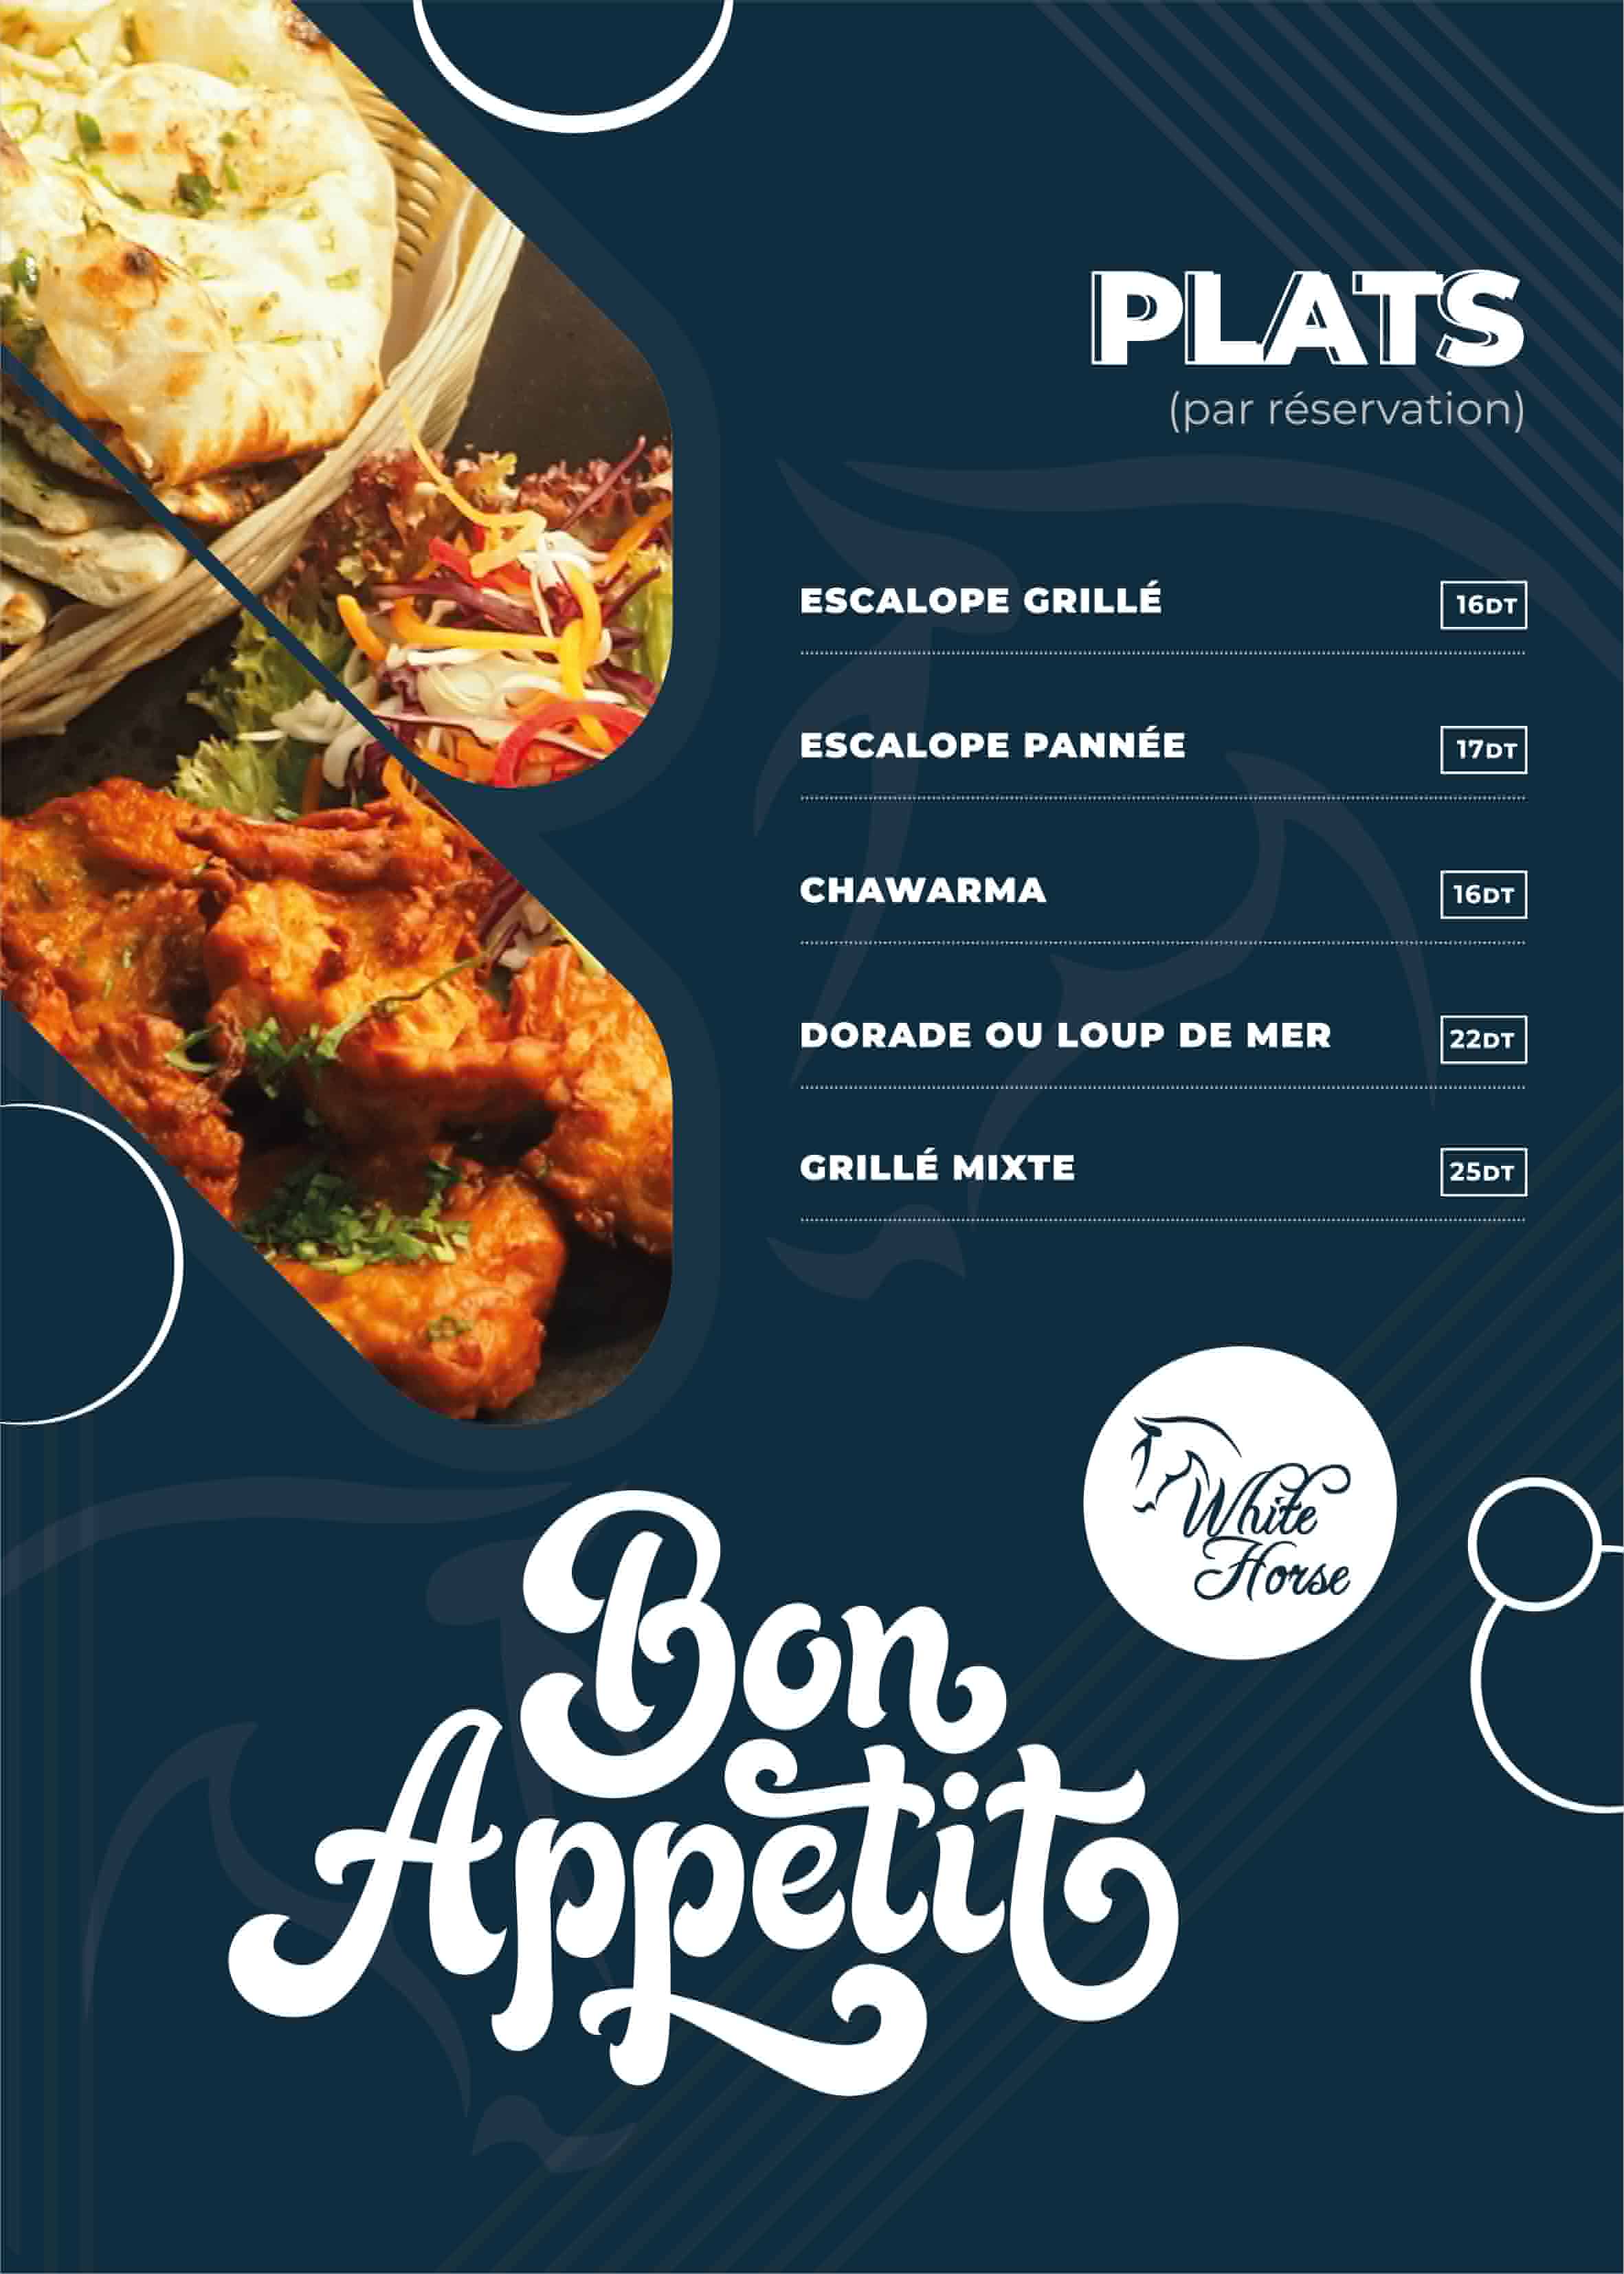 PLATS
(par réservation)
ESCALOPE GRILLÉ 16DT
ESCALOPE PANNÉE 17DT
CHAWARMA 16DT
DORADE OU LOUP DE MER 22DT
GRILLÉ MIXTE 25DT
White
Horse
Bon
Appetit